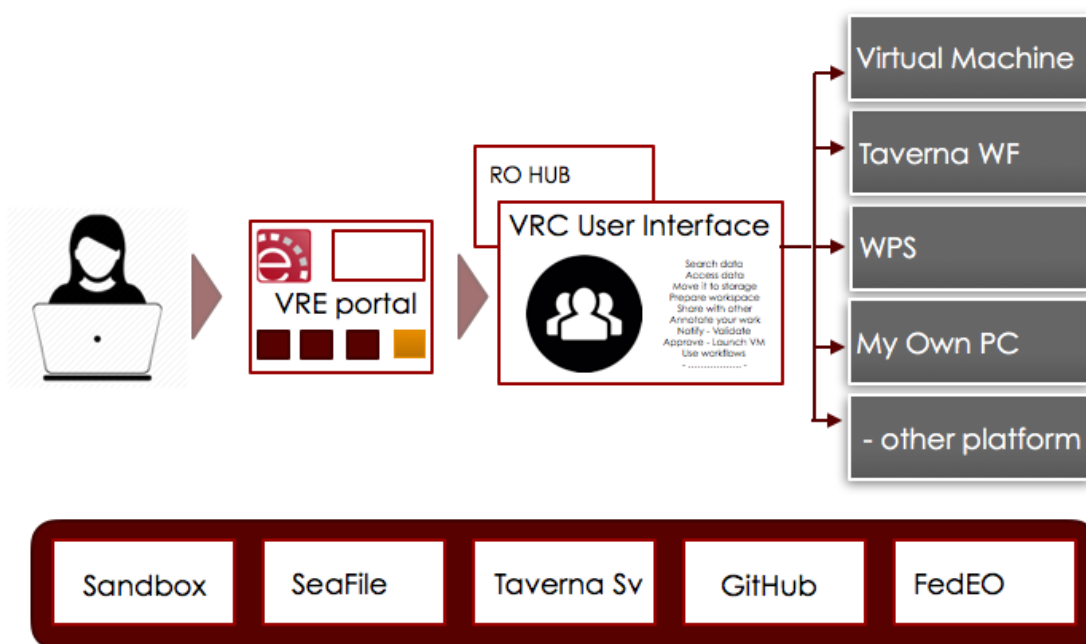 Virtual Machine
RO HUB
Taverna WF
VRC User Interface
e
VRE portal
Search data
Access data
Move it to storage
Prepare workspace
Share with other
Annotate your work
Notify - Validate
Approve - Launch VM
Use workflows
- .................. -
WPS
My Own PC
- other platform
Sandbox
SeaFile
Taverna Sv
GitHub
FedEO